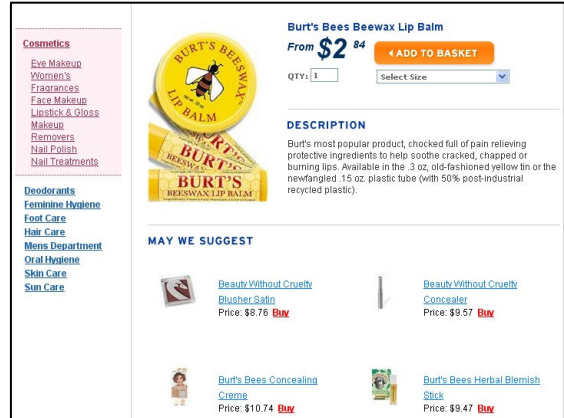 Cosmetics
Eye Makeup
Women's
Fragrances
Face Makeup
Lipstick & Gloss
Makeup
Removers
Nail Polish
Nail Treatments
Deodorants
Feminine Hygiene
Foot Care
Hair Care
Mens Department
Oral Hygiene
Skin Care
Sun Care
BURT'S BEESWAX
LIP BALM
BURT'S
BEESWAX LIP BALM
Burt's Bees Beewax Lip Balm
From $2 84
ADD TO BASKET
QTY: 1
Select Size
DESCRIPTION
Burt's most popular product, chocked full of pain relieving
protective ingredients to help soothe cracked, chapped or
burning lips. Available in the .3 oz, old-fashioned yellow tin or the
newfangled .15 oz. plastic tube (with 50% post-industrial
recycled plastic).
MAY WE SUGGEST
Beauty Without Cruelty
Blusher Satin
Price: $8.76 Buy
Beauty Without Cruelty
Concealer
Price: $9.57 Buy
Burt's Bees Concealing
Creme
Price: $10.74 Buy
Burt's Bees Herbal Blemish
Stick
Price: $9.47 Buy